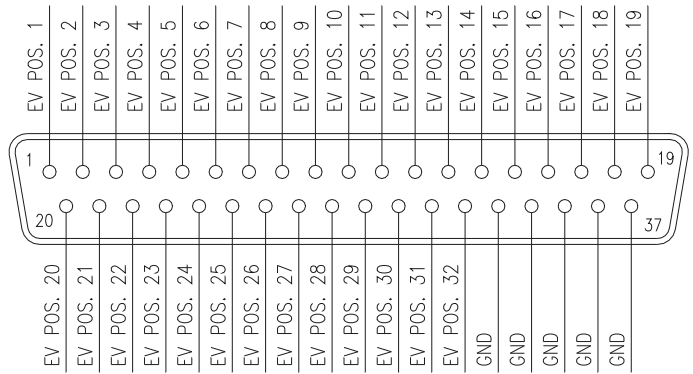 EV POS. 1
EV POS. 2
EV POS. 3
EV POS. 4
EV POS. 5
EV POS. 6
EV POS. 7
EV POS. 8
EV POS. 9
EV POS. 10
EV POS. 11
EV POS. 12
EV POS. 13
EV POS. 14
EV POS. 15
EV POS. 16
EV POS. 17
EV POS. 18
EV POS. 19
1
19
20
37
EV POS. 20
EV POS. 21
EV POS. 22
EV POS. 23
EV POS. 24
EV POS. 25
EV POS. 26
EV POS. 27
EV POS. 28
EV POS. 29
EV POS. 30
EV POS. 31
EV POS. 32
GND
GND
GND
GND
GND